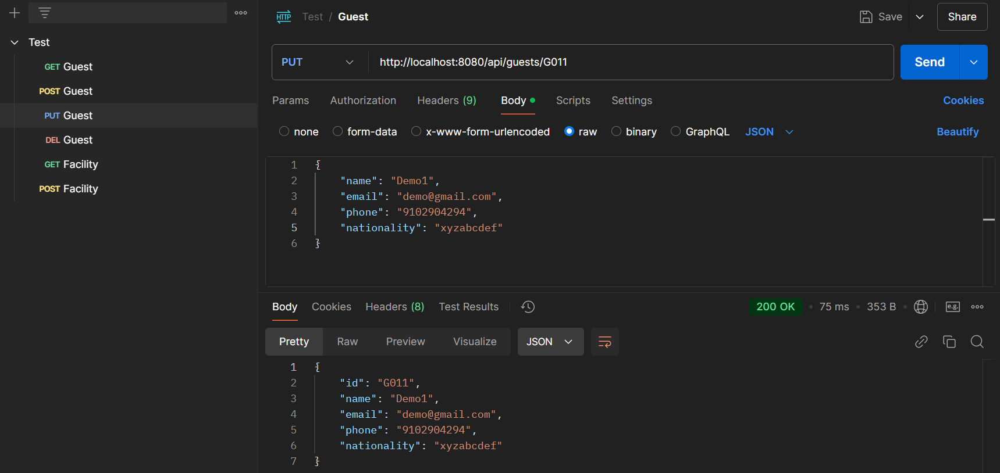 Test
GET Guest
POST Guest
PUT Guest
DEL Guest
GET Facility
POST Facility
HTTP Test / Guest
Save
Share
PUT http://localhost:8080/api/guests/G011
Send
Params Authorization Headers (9) Body Scripts Settings Cookies
none form-data x-www-form-urlencoded raw binary GraphQL JSON Beautify
1 {
2 "name": "Demo1",
3 "email": "demo@gmail.com",
4 "phone": "9102904294",
5 "nationality": "xyzabcdef"
6 }
Body Cookies Headers (8) Test Results 200 OK • 75 ms • 353 B • e.g.
Pretty Raw Preview Visualize JSON
1 {
2 "id": "G011",
3 "name": "Demo1",
4 "email": "demo@gmail.com",
5 "phone": "9102904294",
6 "nationality": "xyzabcdef"
7 }